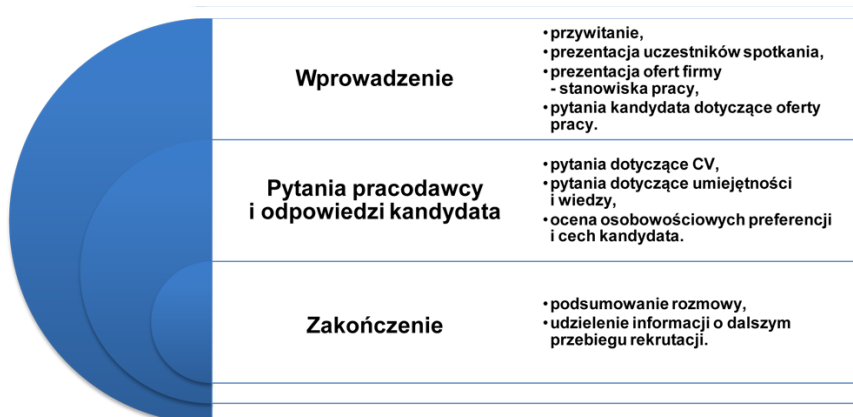 Wprowadzenie
•przywitanie,
•prezentacja uczestników spotkania,
•prezentacja ofert firmy
- stanowiska pracy,
•pytania kandydata dotyczące oferty
pracy.
Pytania pracodawcy
i odpowiedzi kandydata
•pytania dotyczące CV,
•pytania dotyczące umiejętności
i wiedzy,
•ocena osobowościowych preferencji
i cech kandydata.
Zakończenie
•podsumowanie rozmowy,
•udzielenie informacji o dalszym
przebiegu rekrutacji.